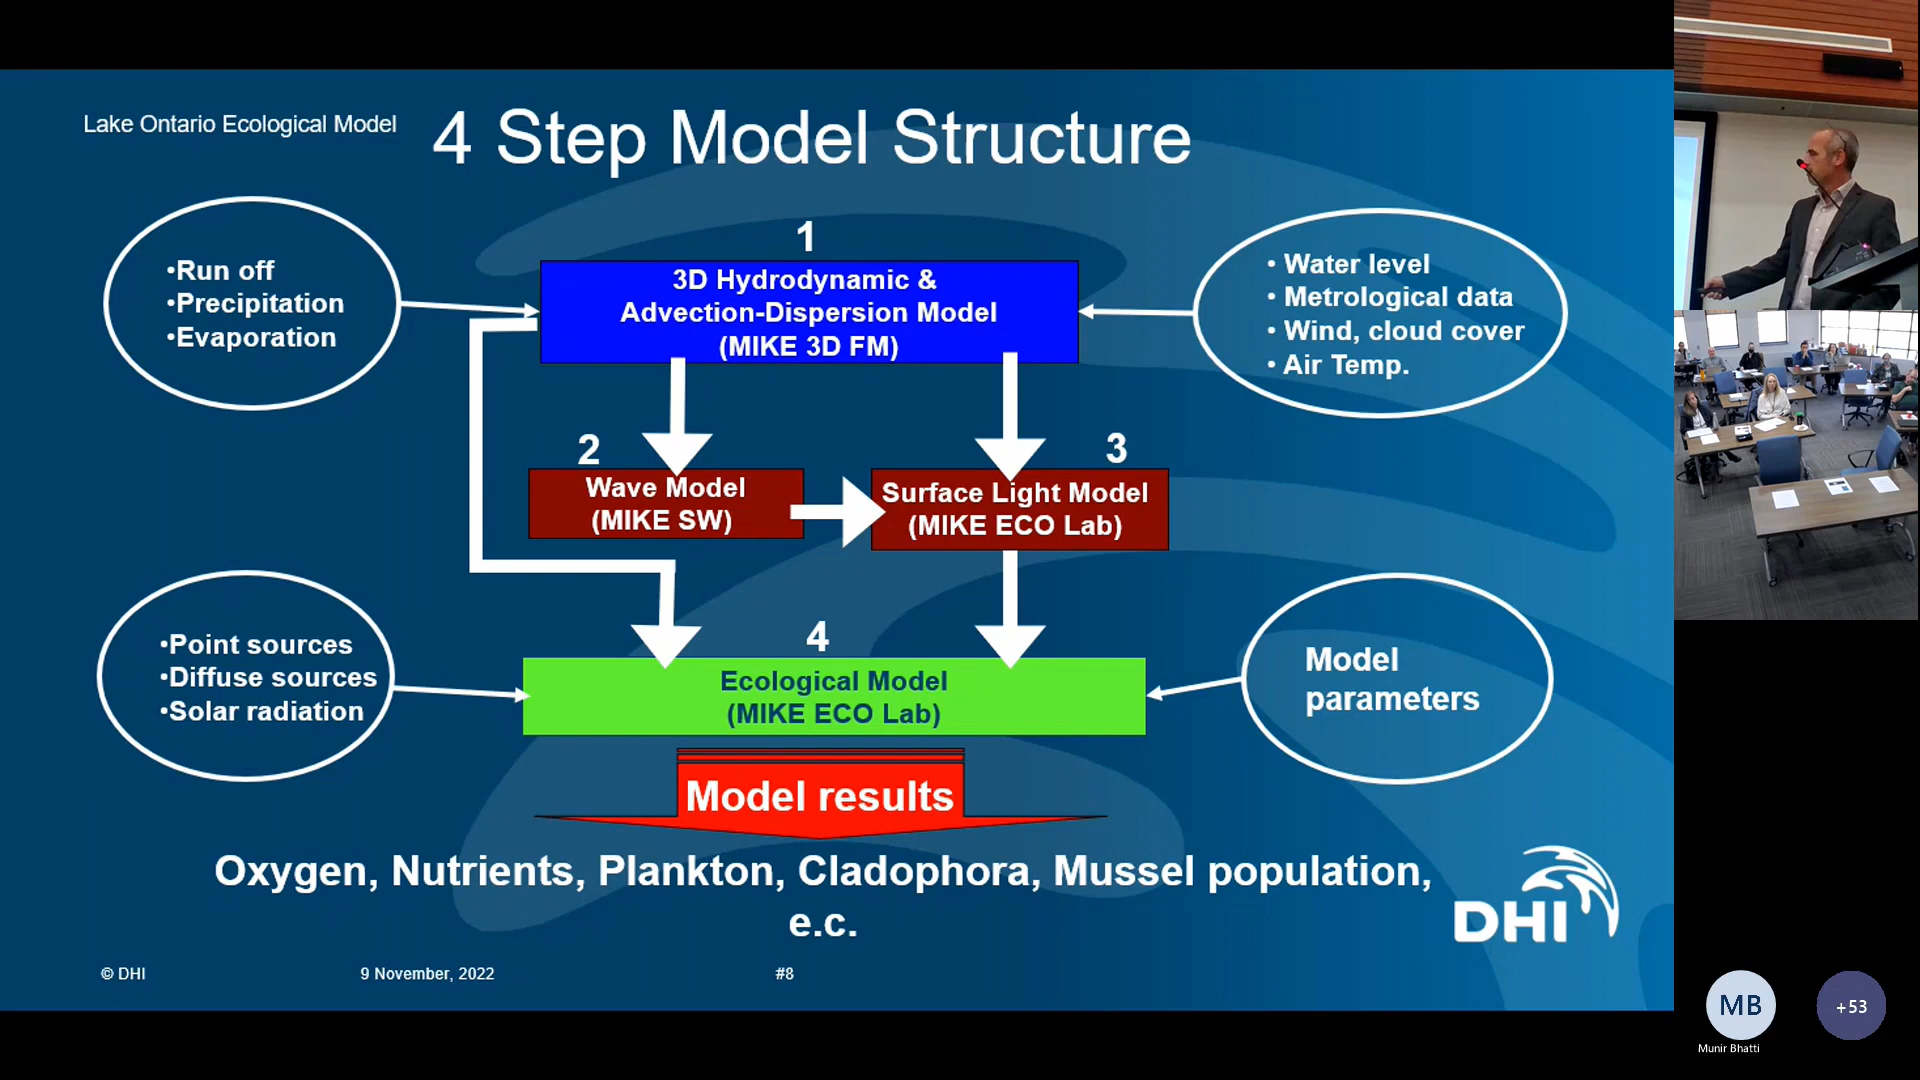 Lake Ontario Ecological Model
4 Step Model Structure
•Run off
•Precipitation
•Evaporation
1
3D Hydrodynamic &
Advection-Dispersion Model
(MIKE 3D FM)
• Water level
• Metrological data
• Wind, cloud cover
• Air Temp.
2
Wave Model
(MIKE SW)
3
Surface Light Model
(MIKE ECO Lab)
•Point sources
•Diffuse sources
•Solar radiation
4
Ecological Model
(MIKE ECO Lab)
Model
parameters
Model results
Oxygen, Nutrients, Plankton, Cladophora, Mussel population,
e.c.
DHI
© DHI
9 November, 2022
#8
MB
+53
Munir Bhatti